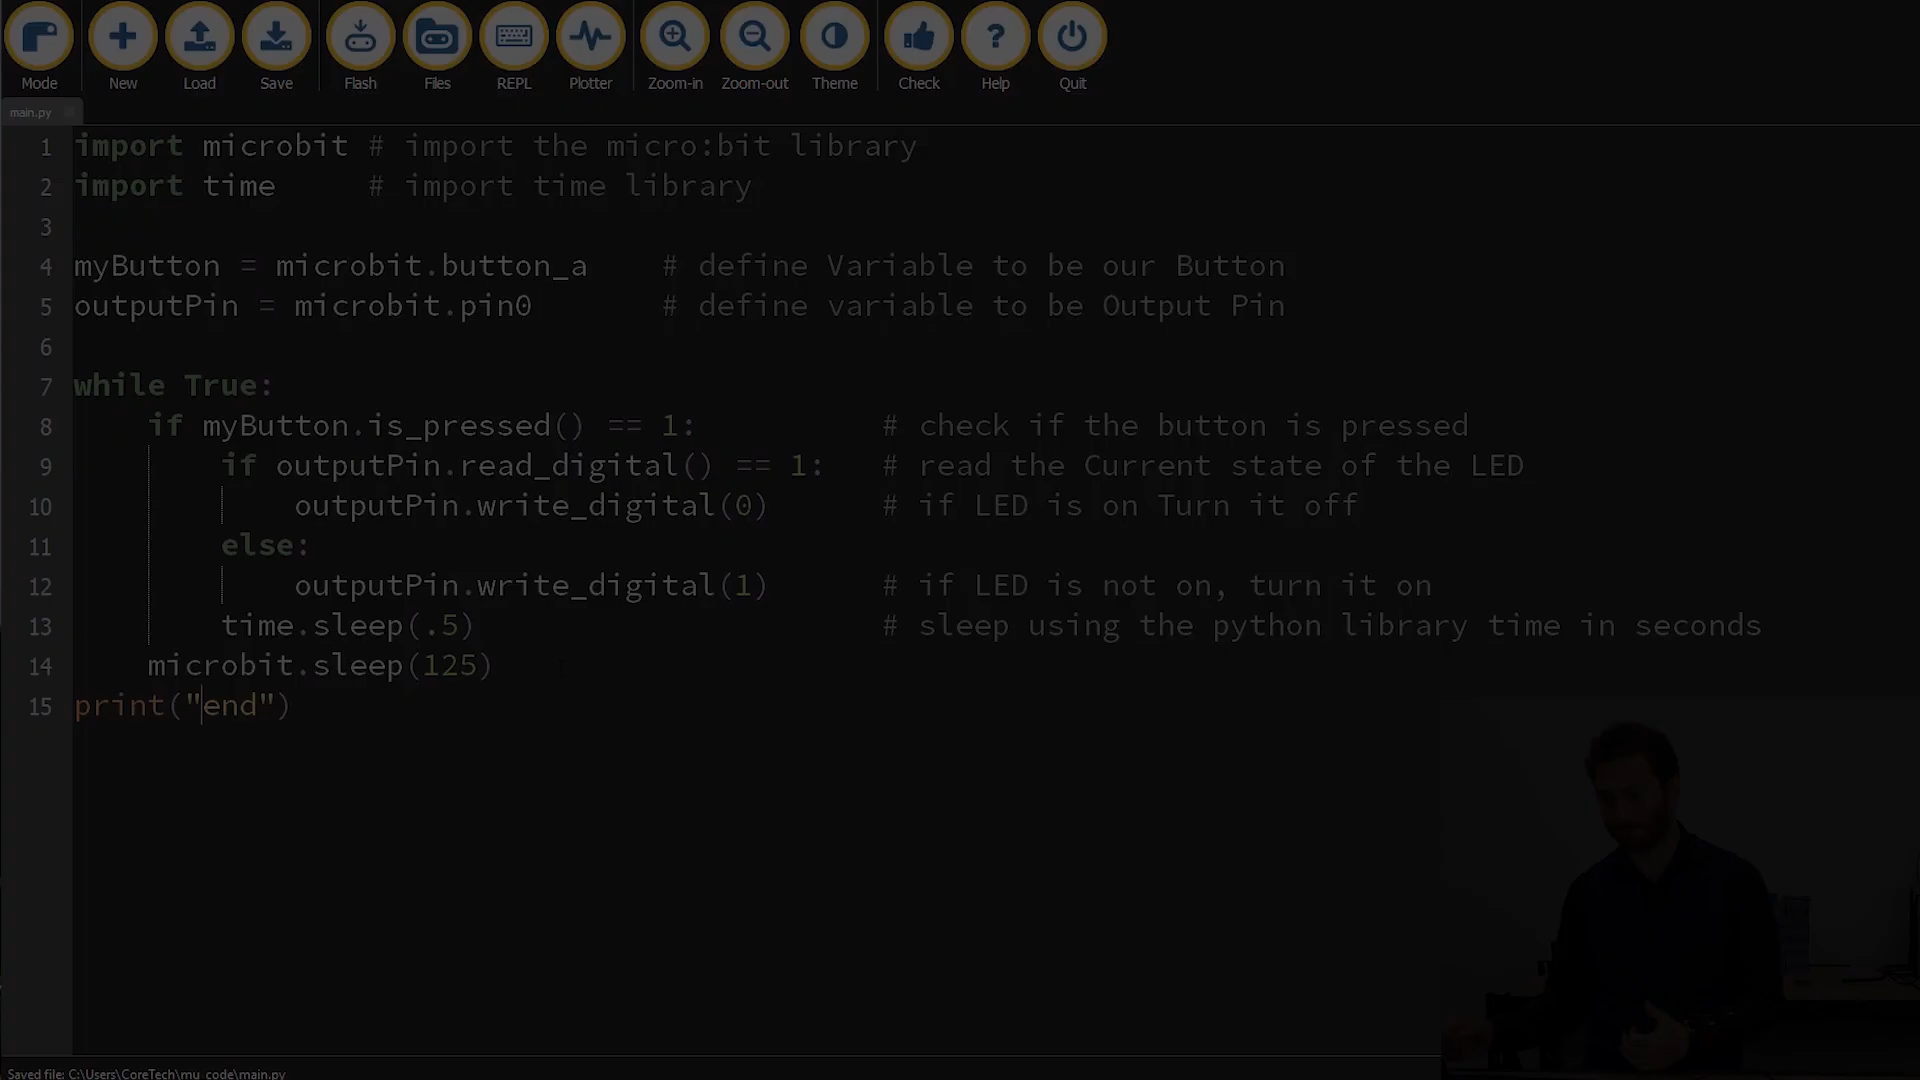 Mode New Load Save Flash Files REPL Plotter Zoom-in Zoom-out Theme Check Help Quit
main.py
1 import microbit # import the micro:bit library
2 import time # import time library
3
4 myButton = microbit.button_a # define Variable to be our Button
5 outputPin = microbit.pin0 # define variable to be Output Pin
6
7 while True:
8 if myButton.is_pressed() == 1: # check if the button is pressed
9 if outputPin.read_digital() == 1: # read the Current state of the LED
10 outputPin.write_digital(0) # if LED is on Turn it off
11 else:
12 outputPin.write_digital(1) # if LED is not on, turn it on
13 time.sleep(.5) # sleep using the python library time in seconds
14 microbit.sleep(125)
15 print("end")
Saved file: C:\Users\CoreTech\mu_code\main.py